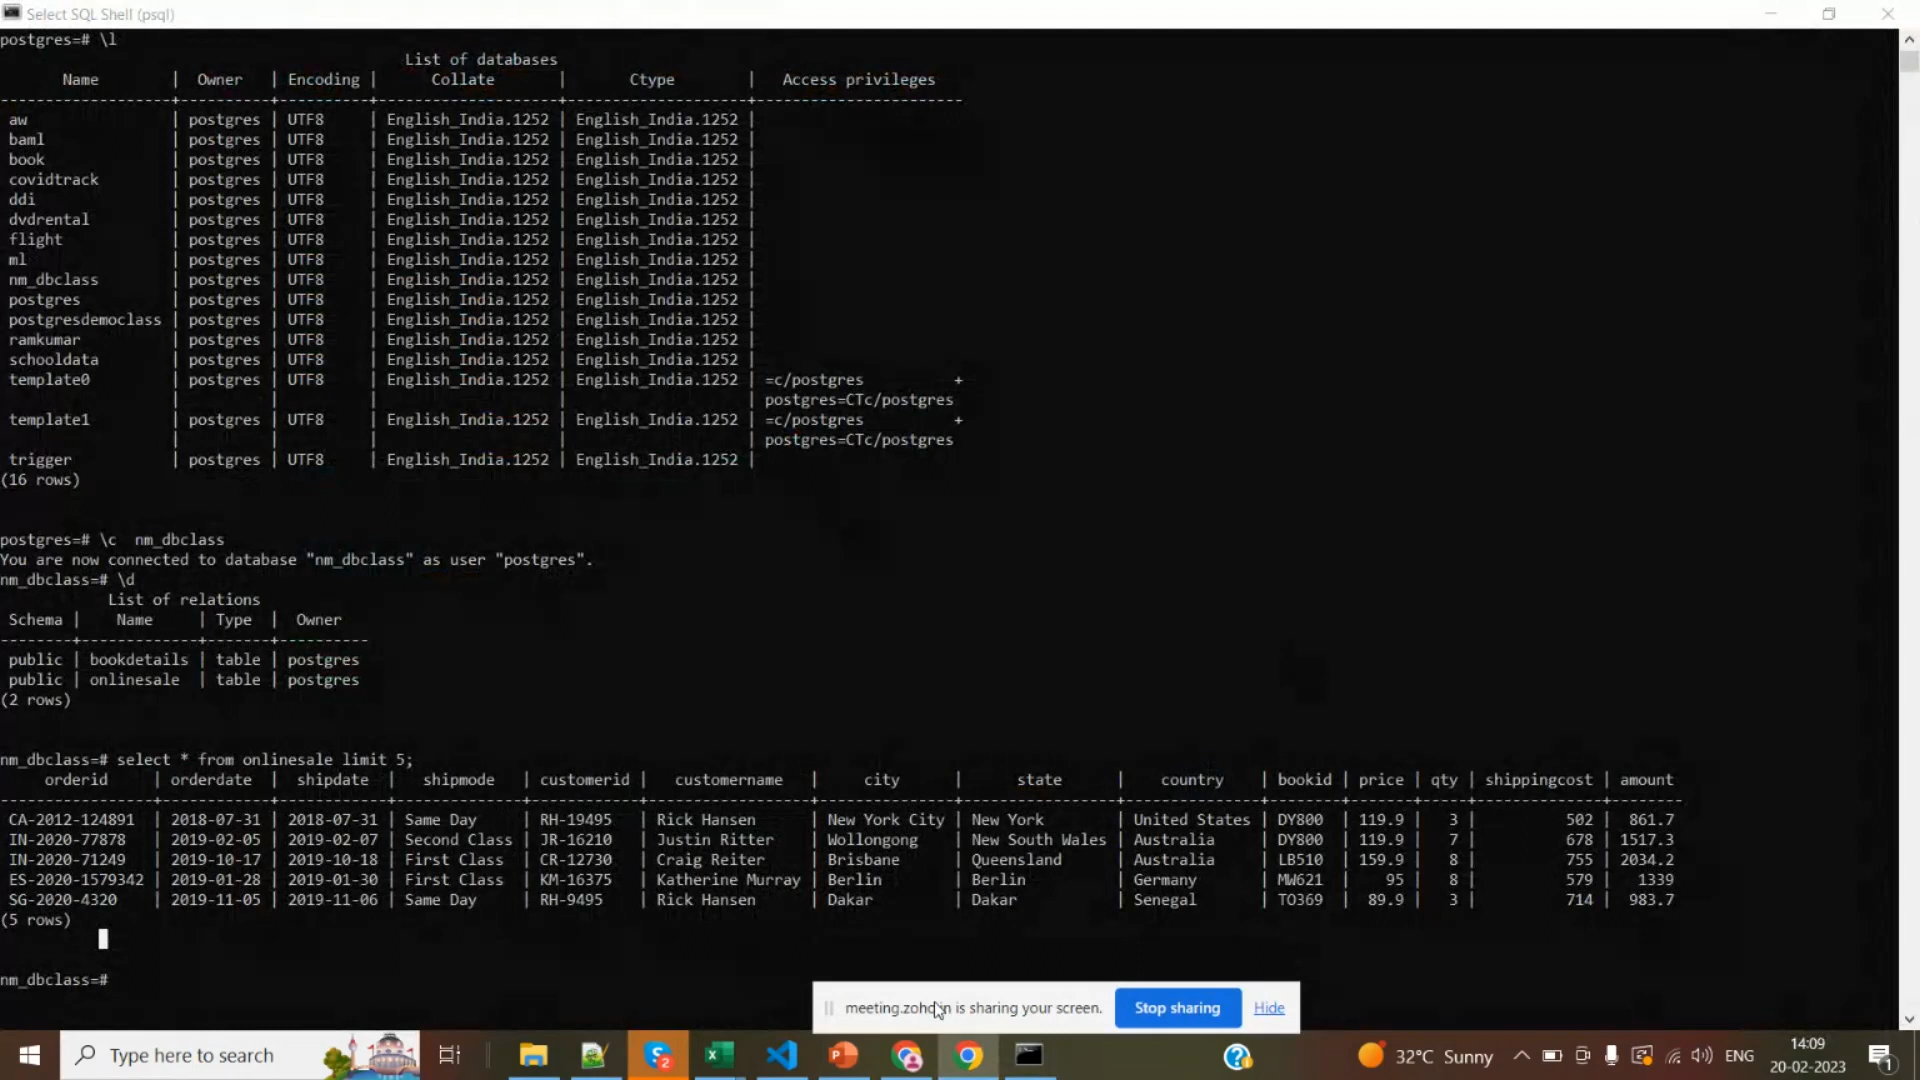 Select SQL Shell (psql)
postgres=# \l
List of databases
Name | Owner | Encoding | Collate | Ctype | Access privileges
aw | postgres | UTF8 | English_India.1252 | English_India.1252 |
baml | postgres | UTF8 | English_India.1252 | English_India.1252 |
book | postgres | UTF8 | English_India.1252 | English_India.1252 |
covidtrack | postgres | UTF8 | English_India.1252 | English_India.1252 |
ddi | postgres | UTF8 | English_India.1252 | English_India.1252 |
dvdrental | postgres | UTF8 | English_India.1252 | English_India.1252 |
flight | postgres | UTF8 | English_India.1252 | English_India.1252 |
ml | postgres | UTF8 | English_India.1252 | English_India.1252 |
nm_dbclass | postgres | UTF8 | English_India.1252 | English_India.1252 |
postgres | postgres | UTF8 | English_India.1252 | English_India.1252 |
postgresdemoclass | postgres | UTF8 | English_India.1252 | English_India.1252 |
ramkumar | postgres | UTF8 | English_India.1252 | English_India.1252 |
schooldata | postgres | UTF8 | English_India.1252 | English_India.1252 |
template0 | postgres | UTF8 | English_India.1252 | English_India.1252 | =c/postgres +
| | | | | postgres=CTc/postgres
template1 | postgres | UTF8 | English_India.1252 | English_India.1252 | =c/postgres +
| | | | | postgres=CTc/postgres
trigger | postgres | UTF8 | English_India.1252 | English_India.1252 |
(16 rows)
postgres=# \c nm_dbclass
You are now connected to database "nm_dbclass" as user "postgres".
nm_dbclass=# \d
List of relations
Schema | Name | Type | Owner
public | bookdetails | table | postgres
public | onlinesale | table | postgres
(2 rows)
nm_dbclass=# select * from onlinesale limit 5;
orderid | orderdate | shipdate | shipmode | customerid | customername | city | state | country | bookid | price | qty | shippingcost | amount
CA-2012-124891 | 2018-07-31 | 2018-07-31 | Same Day | RH-19495 | Rick Hansen | New York City | New York | United States | DY800 | 119.9 | 3 | 502 | 861.7
IN-2020-77878 | 2019-02-05 | 2019-02-07 | Second Class | JR-16210 | Justin Ritter | Wollongong | New South Wales | Australia | DY800 | 119.9 | 7 | 678 | 1517.3
IN-2020-71249 | 2019-10-17 | 2019-10-18 | First Class | CR-12730 | Craig Reiter | Brisbane | Queensland | Australia | LB510 | 159.9 | 8 | 755 | 2034.2
ES-2020-1579342 | 2019-01-28 | 2019-01-30 | First Class | KM-16375 | Katherine Murray | Berlin | Berlin | Germany | MW621 | 95 | 8 | 579 | 1339
SG-2020-4320 | 2019-11-05 | 2019-11-06 | Same Day | RH-9495 | Rick Hansen | Dakar | Dakar | Senegal | TO369 | 89.9 | 3 | 714 | 983.7
(5 rows)
nm_dbclass=#
is sharing your screen. Stop sharing Hide
Type here to search
32°C Sunny
ENG
14:09
20-02-2023